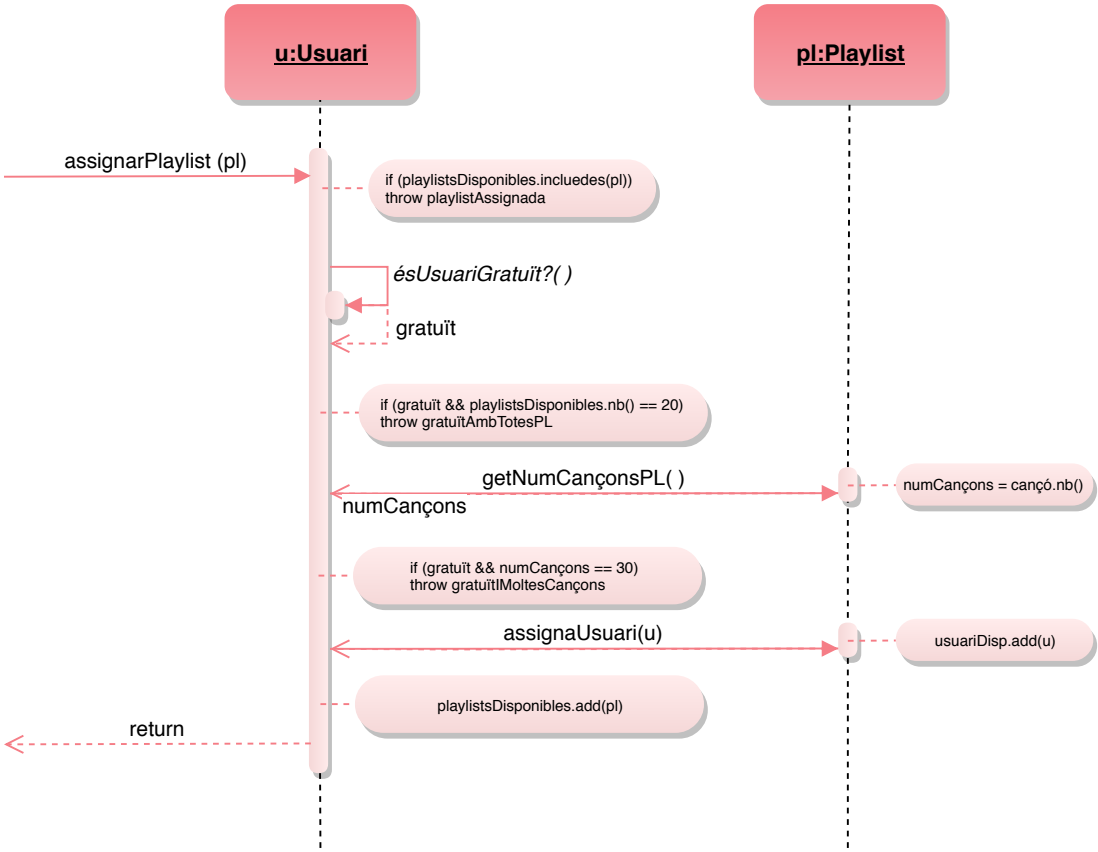 u:Usuari
pl:Playlist
assignarPlaylist (pl)
if (playlistsDisponibles.incluedes(pl))
throw playlistAssignada
ésUsuariGratuït?( )
gratuït
if (gratuït && playlistsDisponibles.nb() == 20)
throw gratuïtAmbTotesPL
getNumCançonsPL( )
numCançons = cançó.nb()
numCançons
if (gratuït && numCançons == 30)
throw gratuïtIMoltesCançons
assignaUsuari(u)
usuariDisp.add(u)
playlistsDisponibles.add(pl)
return